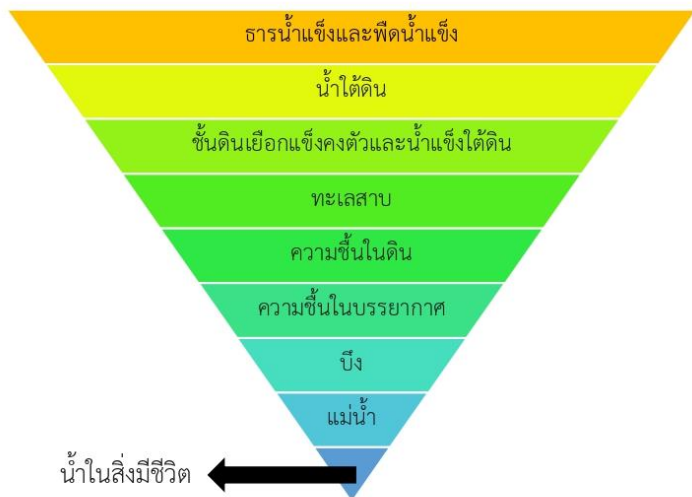 ธารน้ำแข็งและพืดน้ำแข็ง
น้ำใต้ดิน
ชั้นดินเยือกแข็งคงตัวและน้ำแข็งใต้ดิน
ทะเลสาบ
ความชื้นในดิน
ความชื้นในบรรยากาศ
บึง
แม่น้ำ
น้ำในสิ่งมีชีวิต